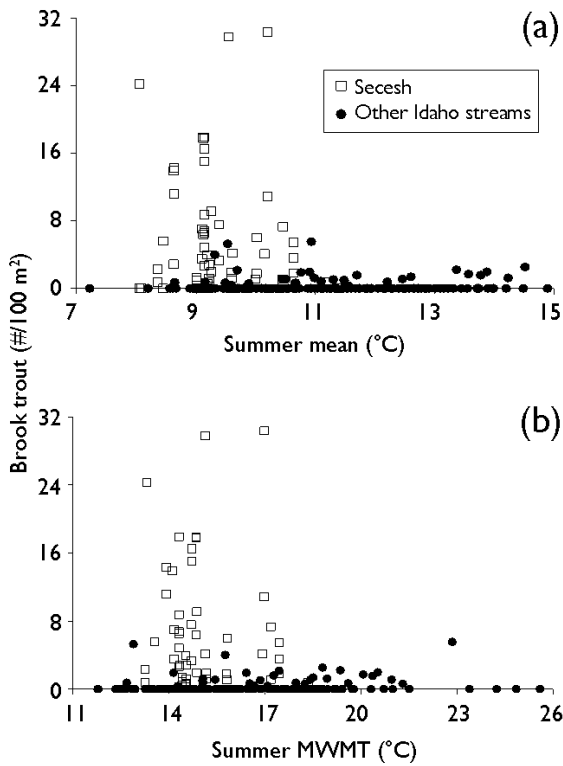 (a)
32
24
16
8
0
Secesh
Other Idaho streams
7 9 11 13 15
Summer mean (°C)
Brook trout (#/100 m²)
(b)
32
24
16
8
0
11 14 17 20 23 26
Summer MWMT (°C)